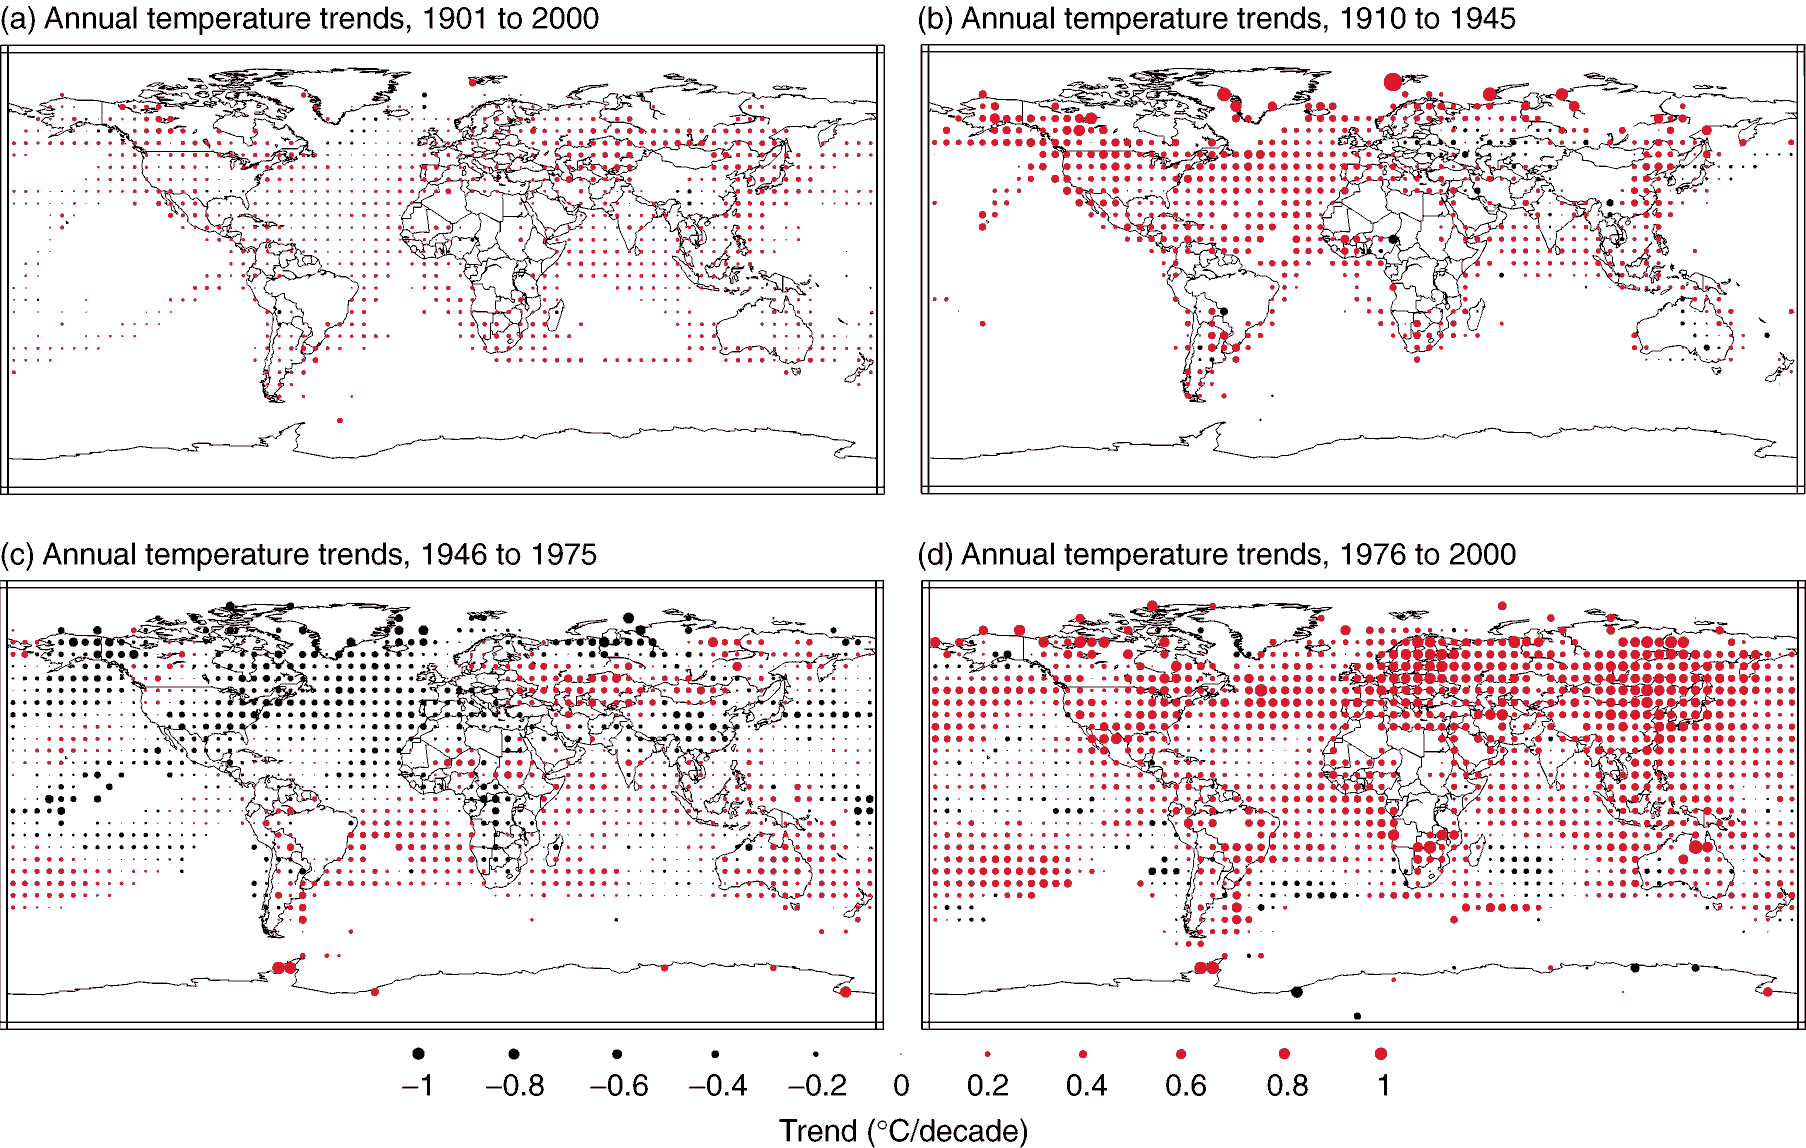 (a) Annual temperature trends, 1901 to 2000
(b) Annual temperature trends, 1910 to 1945
(c) Annual temperature trends, 1946 to 1975
(d) Annual temperature trends, 1976 to 2000
−1 −0.8 −0.6 −0.4 −0.2 0 0.2 0.4 0.6 0.8 1
Trend (°C/decade)